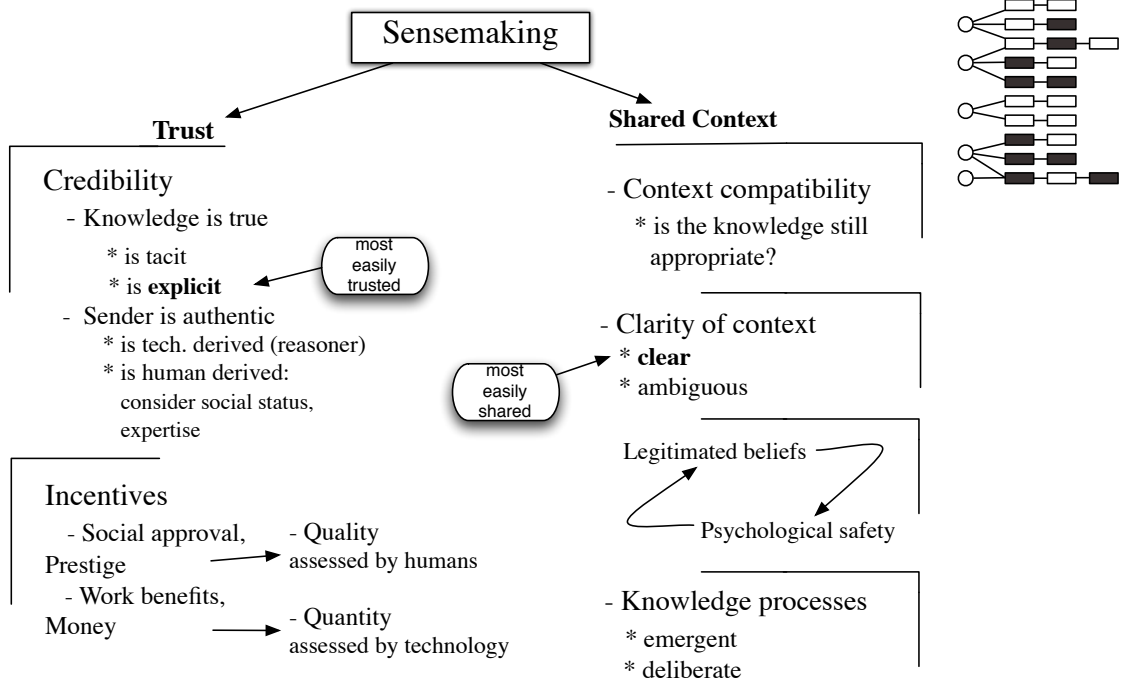 Sensemaking
Trust
Credibility
- Knowledge is true
* is tacit
* is explicit
most
easily
trusted
- Sender is authentic
* is tech. derived (reasoner)
* is human derived:
consider social status,
expertise
Incentives
- Social approval,
Prestige
- Quality
assessed by humans
- Work benefits,
Money
- Quantity
assessed by technology
Shared Context
- Context compatibility
* is the knowledge still
appropriate?
- Clarity of context
* clear
* ambiguous
most
easily
shared
Legitimated beliefs
Psychological safety
- Knowledge processes
* emergent
* deliberate